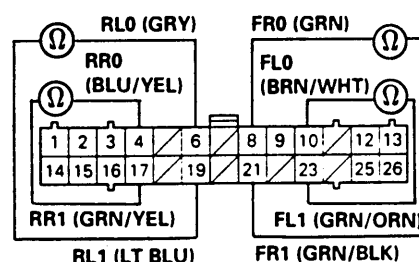 RL0 (GRY) FR0 (GRN)
Ω Ω
RR0 FL0
(BLU/YEL) (BRN/WHT)
Ω Ω
1 2 3 4 6 8 9 10 12 13
14 15 16 17 19 21 23 25 26
RR1 (GRN/YEL) FL1 (GRN/ORN)
RL1 (LT BLU) FR1 (GRN/BLK)